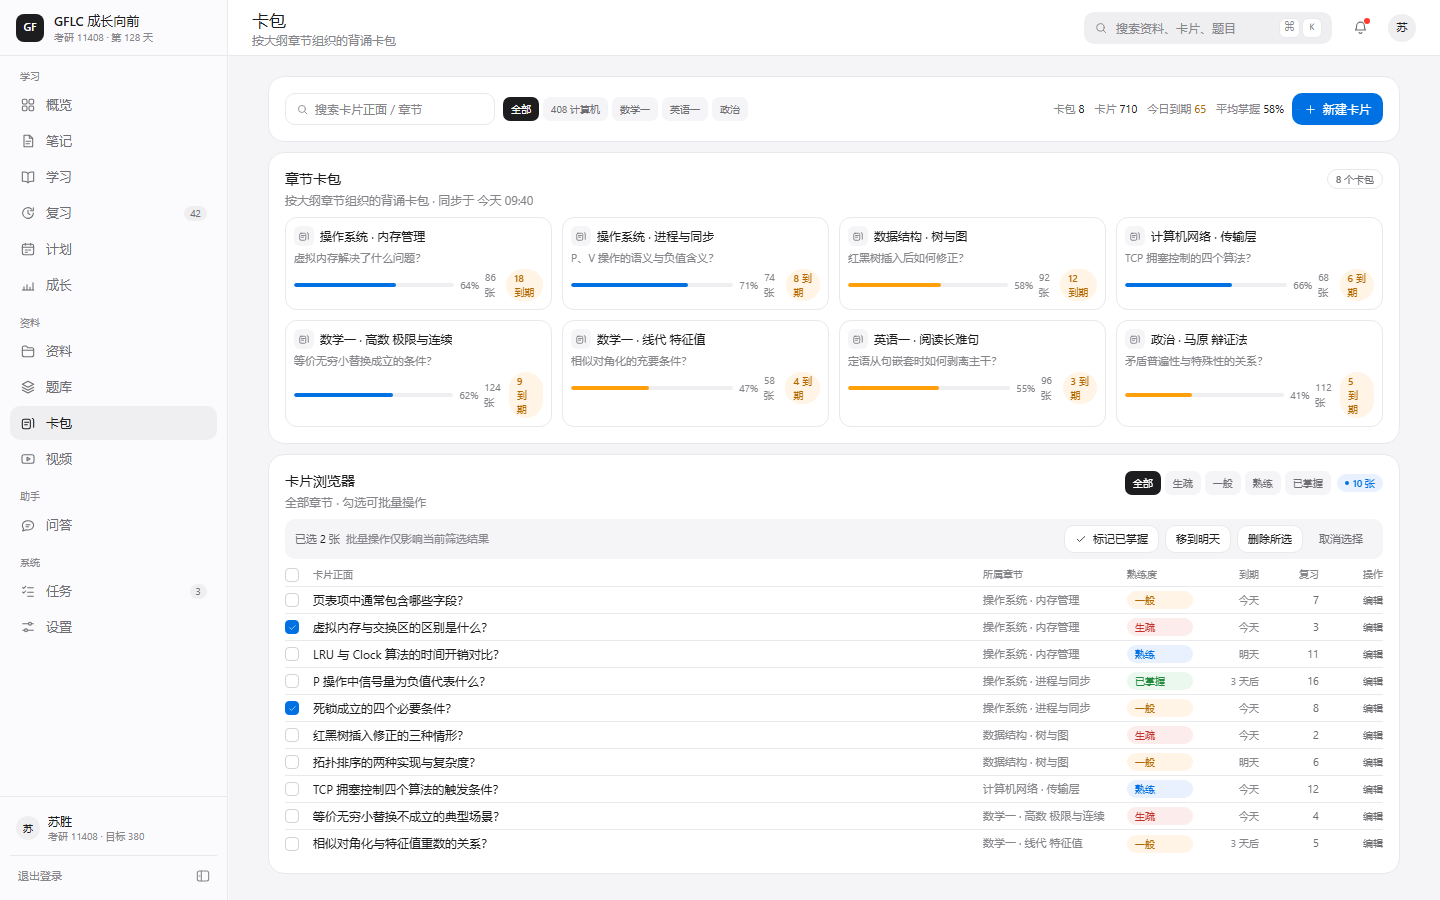 GF
GFLC 成长向前
考研 11408 · 第 128 天
学习
概览
笔记
学习
复习 42
计划
成长
资料
资料
题库
卡包
视频
助手
问答
系统
任务 3
设置
苏
苏胜
考研 11408 · 目标 380
退出登录
卡包
按大纲章节组织的背诵卡包
搜索资料、卡片、题目 ⌘ K
苏
搜索卡片正面 / 章节
全部 408 计算机 数学一 英语一 政治
卡包 8 卡片 710 今日到期 65 平均掌握 58%
新建卡片
章节卡包
8 个卡包
按大纲章节组织的背诵卡包 · 同步于 今天 09:40
操作系统 · 内存管理
虚拟内存解决了什么问题?
64% 86 张 18 到期
操作系统 · 进程与同步
P、V 操作的语义与负值含义?
71% 74 张 8 到期
数据结构 · 树与图
红黑树插入后如何修正?
58% 92 张 12 到期
计算机网络 · 传输层
TCP 拥塞控制的四个算法?
66% 68 张 6 到期
数学一 · 高数 极限与连续
等价无穷小替换成立的条件?
62% 124 张 9 到期
数学一 · 线代 特征值
相似对角化的充要条件?
47% 58 张 4 到期
英语一 · 阅读长难句
定语从句嵌套时如何剥离主干?
55% 96 张 3 到期
政治 · 马原 辩证法
矛盾普遍性与特殊性的关系?
41% 112 张 5 到期
卡片浏览器
全部 生疏 一般 熟练 已掌握 10 张
全部章节 · 勾选可批量操作
已选 2 张 批量操作仅影响当前筛选结果
标记已掌握 移到明天 删除所选 取消选择
卡片正面 所属章节 熟练度 到期 复习 操作
页表项中通常包含哪些字段? 操作系统 · 内存管理 一般 今天 7 编辑
虚拟内存与交换区的区别是什么? 操作系统 · 内存管理 生疏 今天 3 编辑
LRU 与 Clock 算法的时间开销对比? 操作系统 · 内存管理 熟练 明天 11 编辑
P 操作中信号量为负值代表什么? 操作系统 · 进程与同步 已掌握 3 天后 16 编辑
死锁成立的四个必要条件? 操作系统 · 进程与同步 一般 今天 8 编辑
红黑树插入修正的三种情形? 数据结构 · 树与图 生疏 今天 2 编辑
拓扑排序的两种实现与复杂度? 数据结构 · 树与图 一般 明天 6 编辑
TCP 拥塞控制四个算法的触发条件? 计算机网络 · 传输层 熟练 今天 12 编辑
等价无穷小替换不成立的典型场景? 数学一 · 高数 极限与连续 生疏 今天 4 编辑
相似对角化与特征值重数的关系? 数学一 · 线代 特征值 一般 3 天后 5 编辑